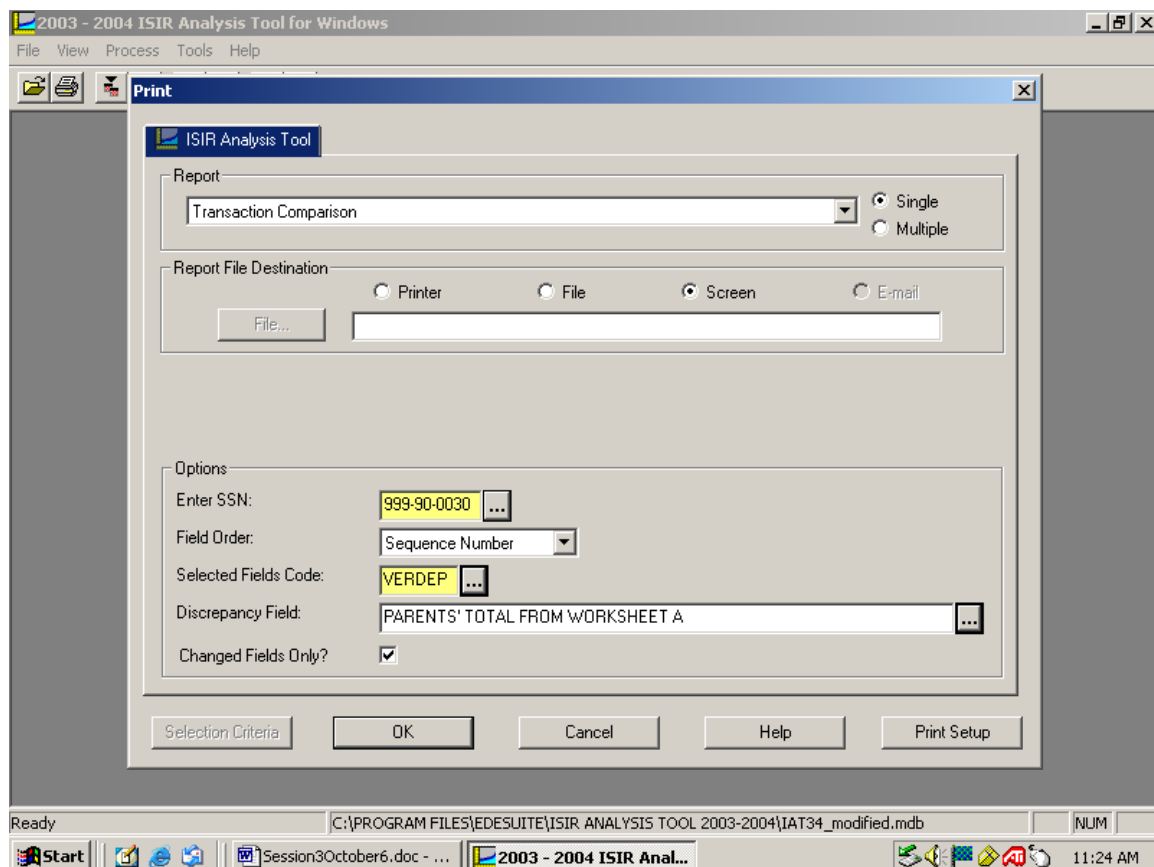 2003 - 2004 ISIR Analysis Tool for Windows
File View Process Tools Help
Print
ISIR Analysis Tool
Report
Transaction Comparison
Single
Multiple
Report File Destination
Printer File Screen E-mail
File...
Options
Enter SSN: 999-90-0030 ...
Field Order: Sequence Number
Selected Fields Code: VERDEP ...
Discrepancy Field: PARENTS' TOTAL FROM WORKSHEET A ...
Changed Fields Only?
Selection Criteria OK Cancel Help Print Setup
Ready C:\PROGRAM FILES\EDESUITE\ISIR ANALYSIS TOOL 2003-2004\IAT34_modified.mdb NUM
Start Session3October6.doc - ... 2003 - 2004 ISIR Anal... 11:24 AM